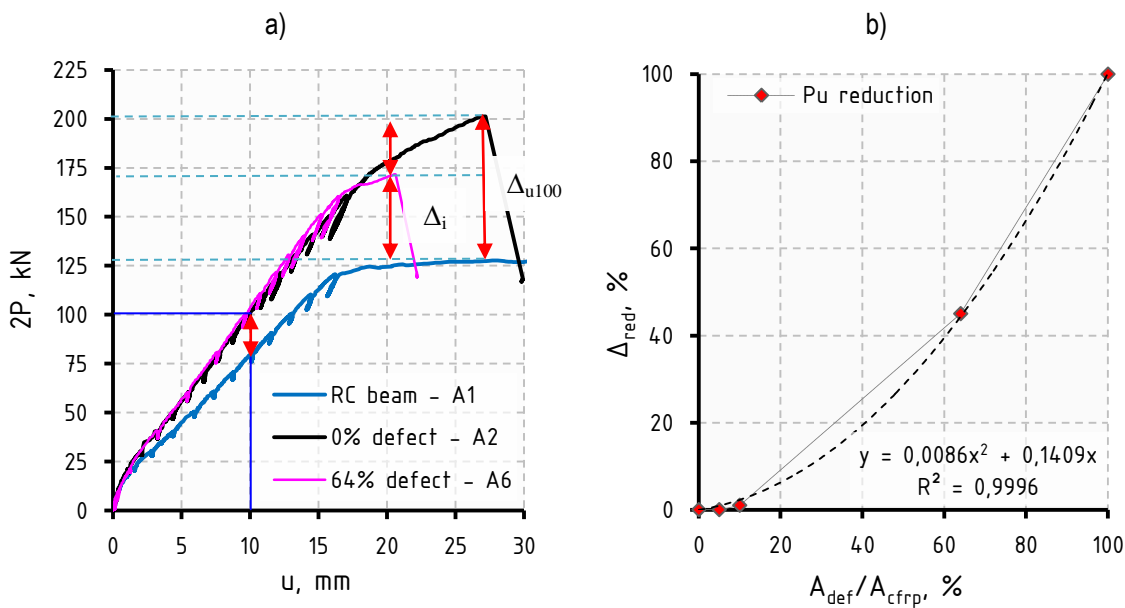 a)
225
200
175
150
125
100
75
50
25
0
2P, kN
0 5 10 15 20 25 30
u, mm
Δu100
Δi
RC beam – A1
0% defect – A2
64% defect – A6
b)
100
80
60
40
20
0
Δred, %
0 20 40 60 80 100
Adef/Acfrp, %
Pu reduction
y = 0,0086x² + 0,1409x
R² = 0,9996